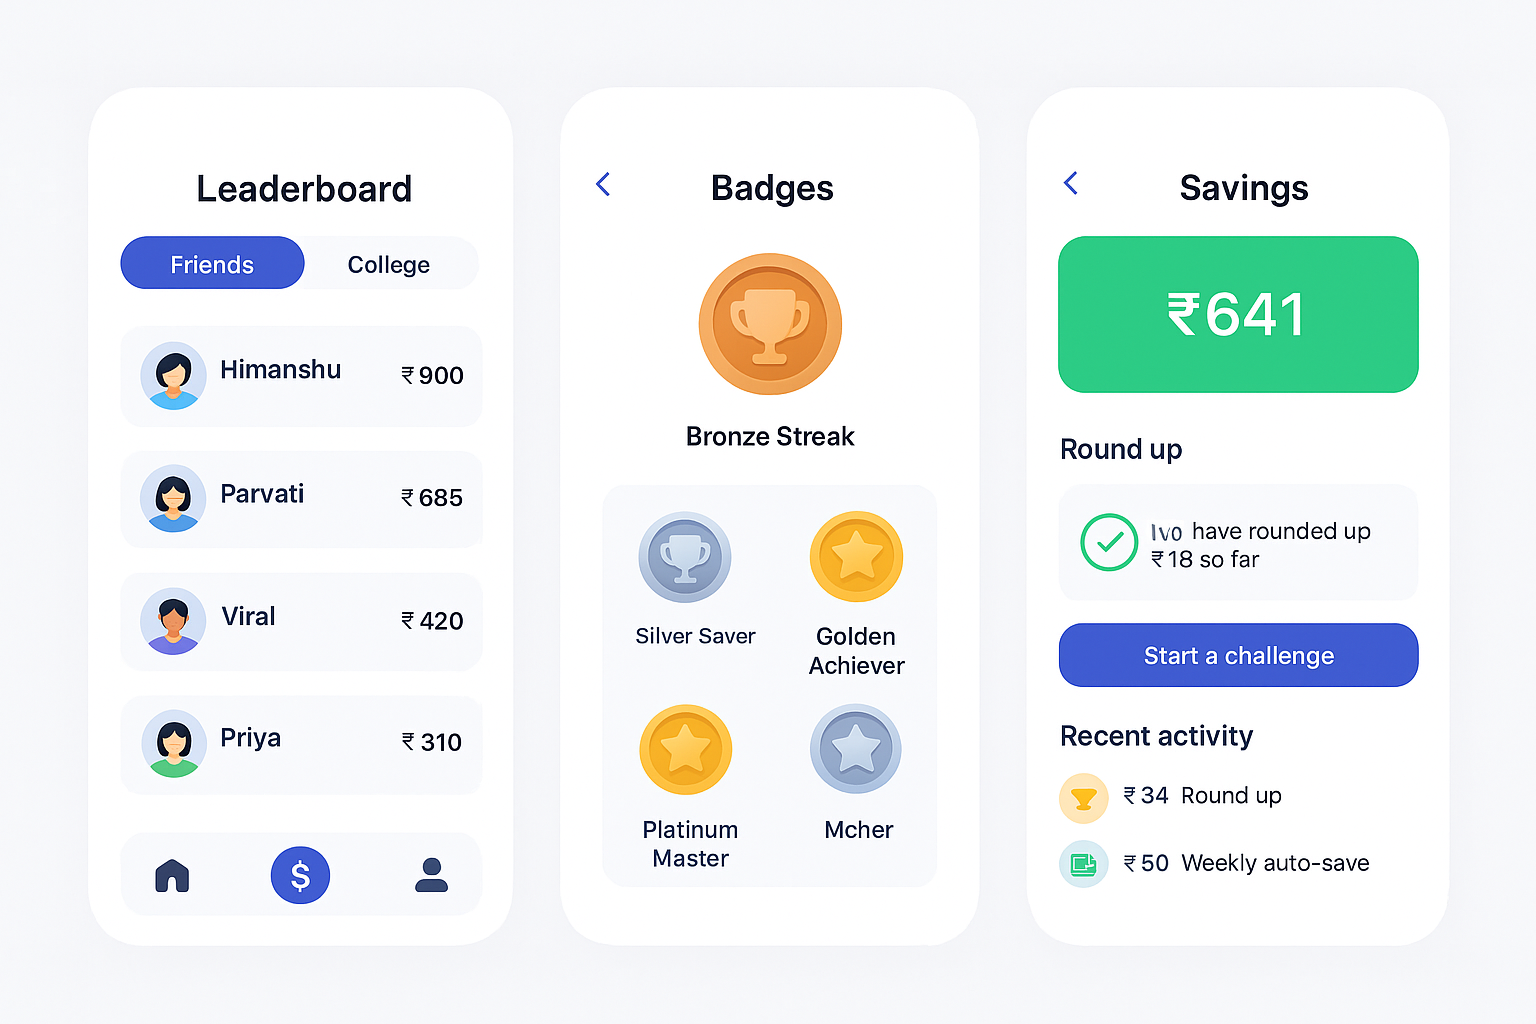 Leaderboard
Friends
College
Himanshu
₹ 900
Parvati
₹ 685
Viral
₹ 420
Priya
₹ 310
$
Badges
Bronze Streak
Silver Saver
Golden
Achiever
Platinum
Master
Mcher
Savings
₹641
Round up
have rounded up
₹ 18 so far
Start a challenge
Recent activity
₹ 34 Round up
₹ 50 Weekly auto-save